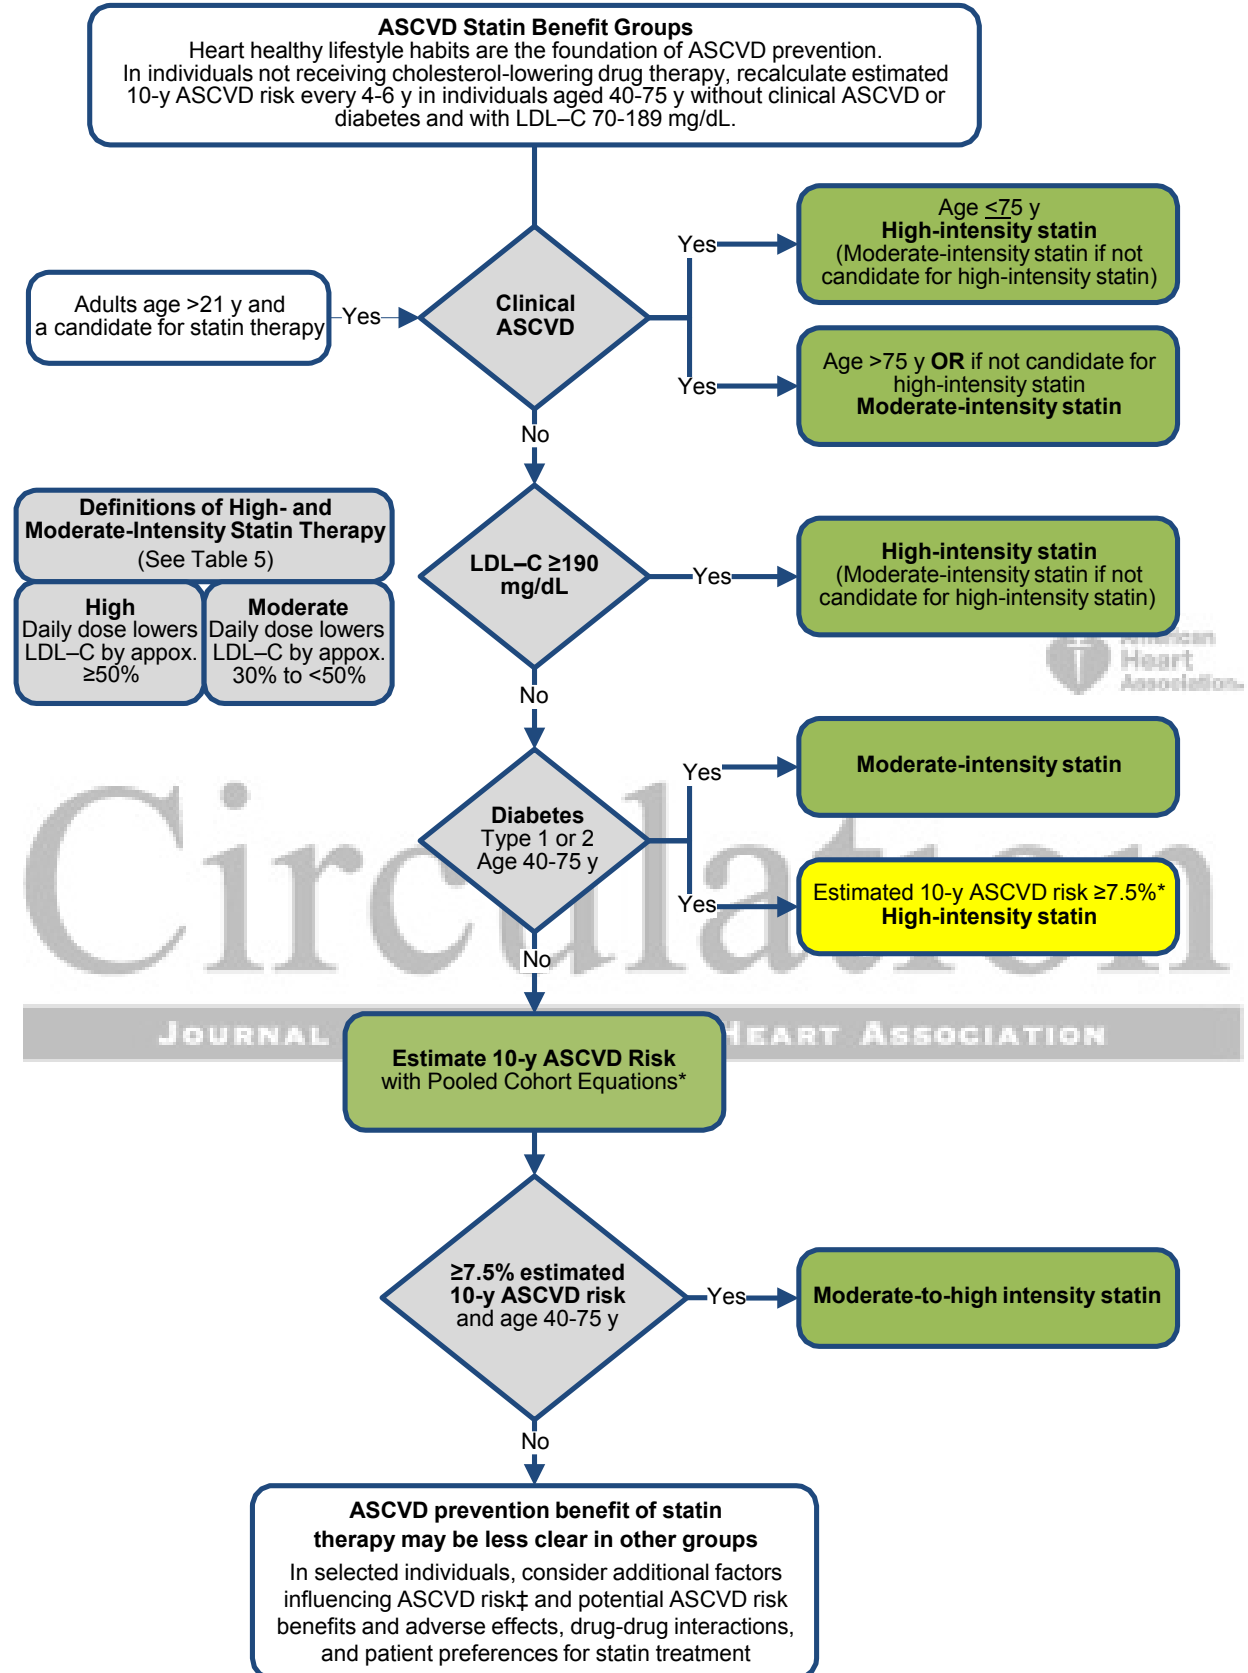 ASCVD Statin Benefit Groups
Heart healthy lifestyle habits are the foundation of ASCVD prevention.
In individuals not receiving cholesterol-lowering drug therapy, recalculate estimated
10-y ASCVD risk every 4-6 y in individuals aged 40-75 y without clinical ASCVD or
diabetes and with LDL–C 70-189 mg/dL.
Adults age >21 y and
a candidate for statin therapy
Yes
Clinical
ASCVD
Yes
Age <75 y
High-intensity statin
(Moderate-intensity statin if not
candidate for high-intensity statin)
Yes
Age >75 y OR if not candidate for
high-intensity statin
Moderate-intensity statin
No
Definitions of High- and
Moderate-Intensity Statin Therapy
(See Table 5)
High
Daily dose lowers
LDL–C by appox.
≥50%
Moderate
Daily dose lowers
LDL–C by appox.
30% to <50%
LDL–C ≥190
mg/dL
Yes
High-intensity statin
(Moderate-intensity statin if not
candidate for high-intensity statin)
American
Heart
Association
No
Diabetes
Type 1 or 2
Age 40-75 y
Yes
Moderate-intensity statin
Yes
Estimated 10-y ASCVD risk ≥7.5%*
High-intensity statin
Circulation
No
JOURNAL HEART ASSOCIATION
Estimate 10-y ASCVD Risk
with Pooled Cohort Equations*
≥7.5% estimated
10-y ASCVD risk
and age 40-75 y
Yes
Moderate-to-high intensity statin
No
ASCVD prevention benefit of statin
therapy may be less clear in other groups
In selected individuals, consider additional factors
influencing ASCVD risk‡ and potential ASCVD risk
benefits and adverse effects, drug-drug interactions,
and patient preferences for statin treatment